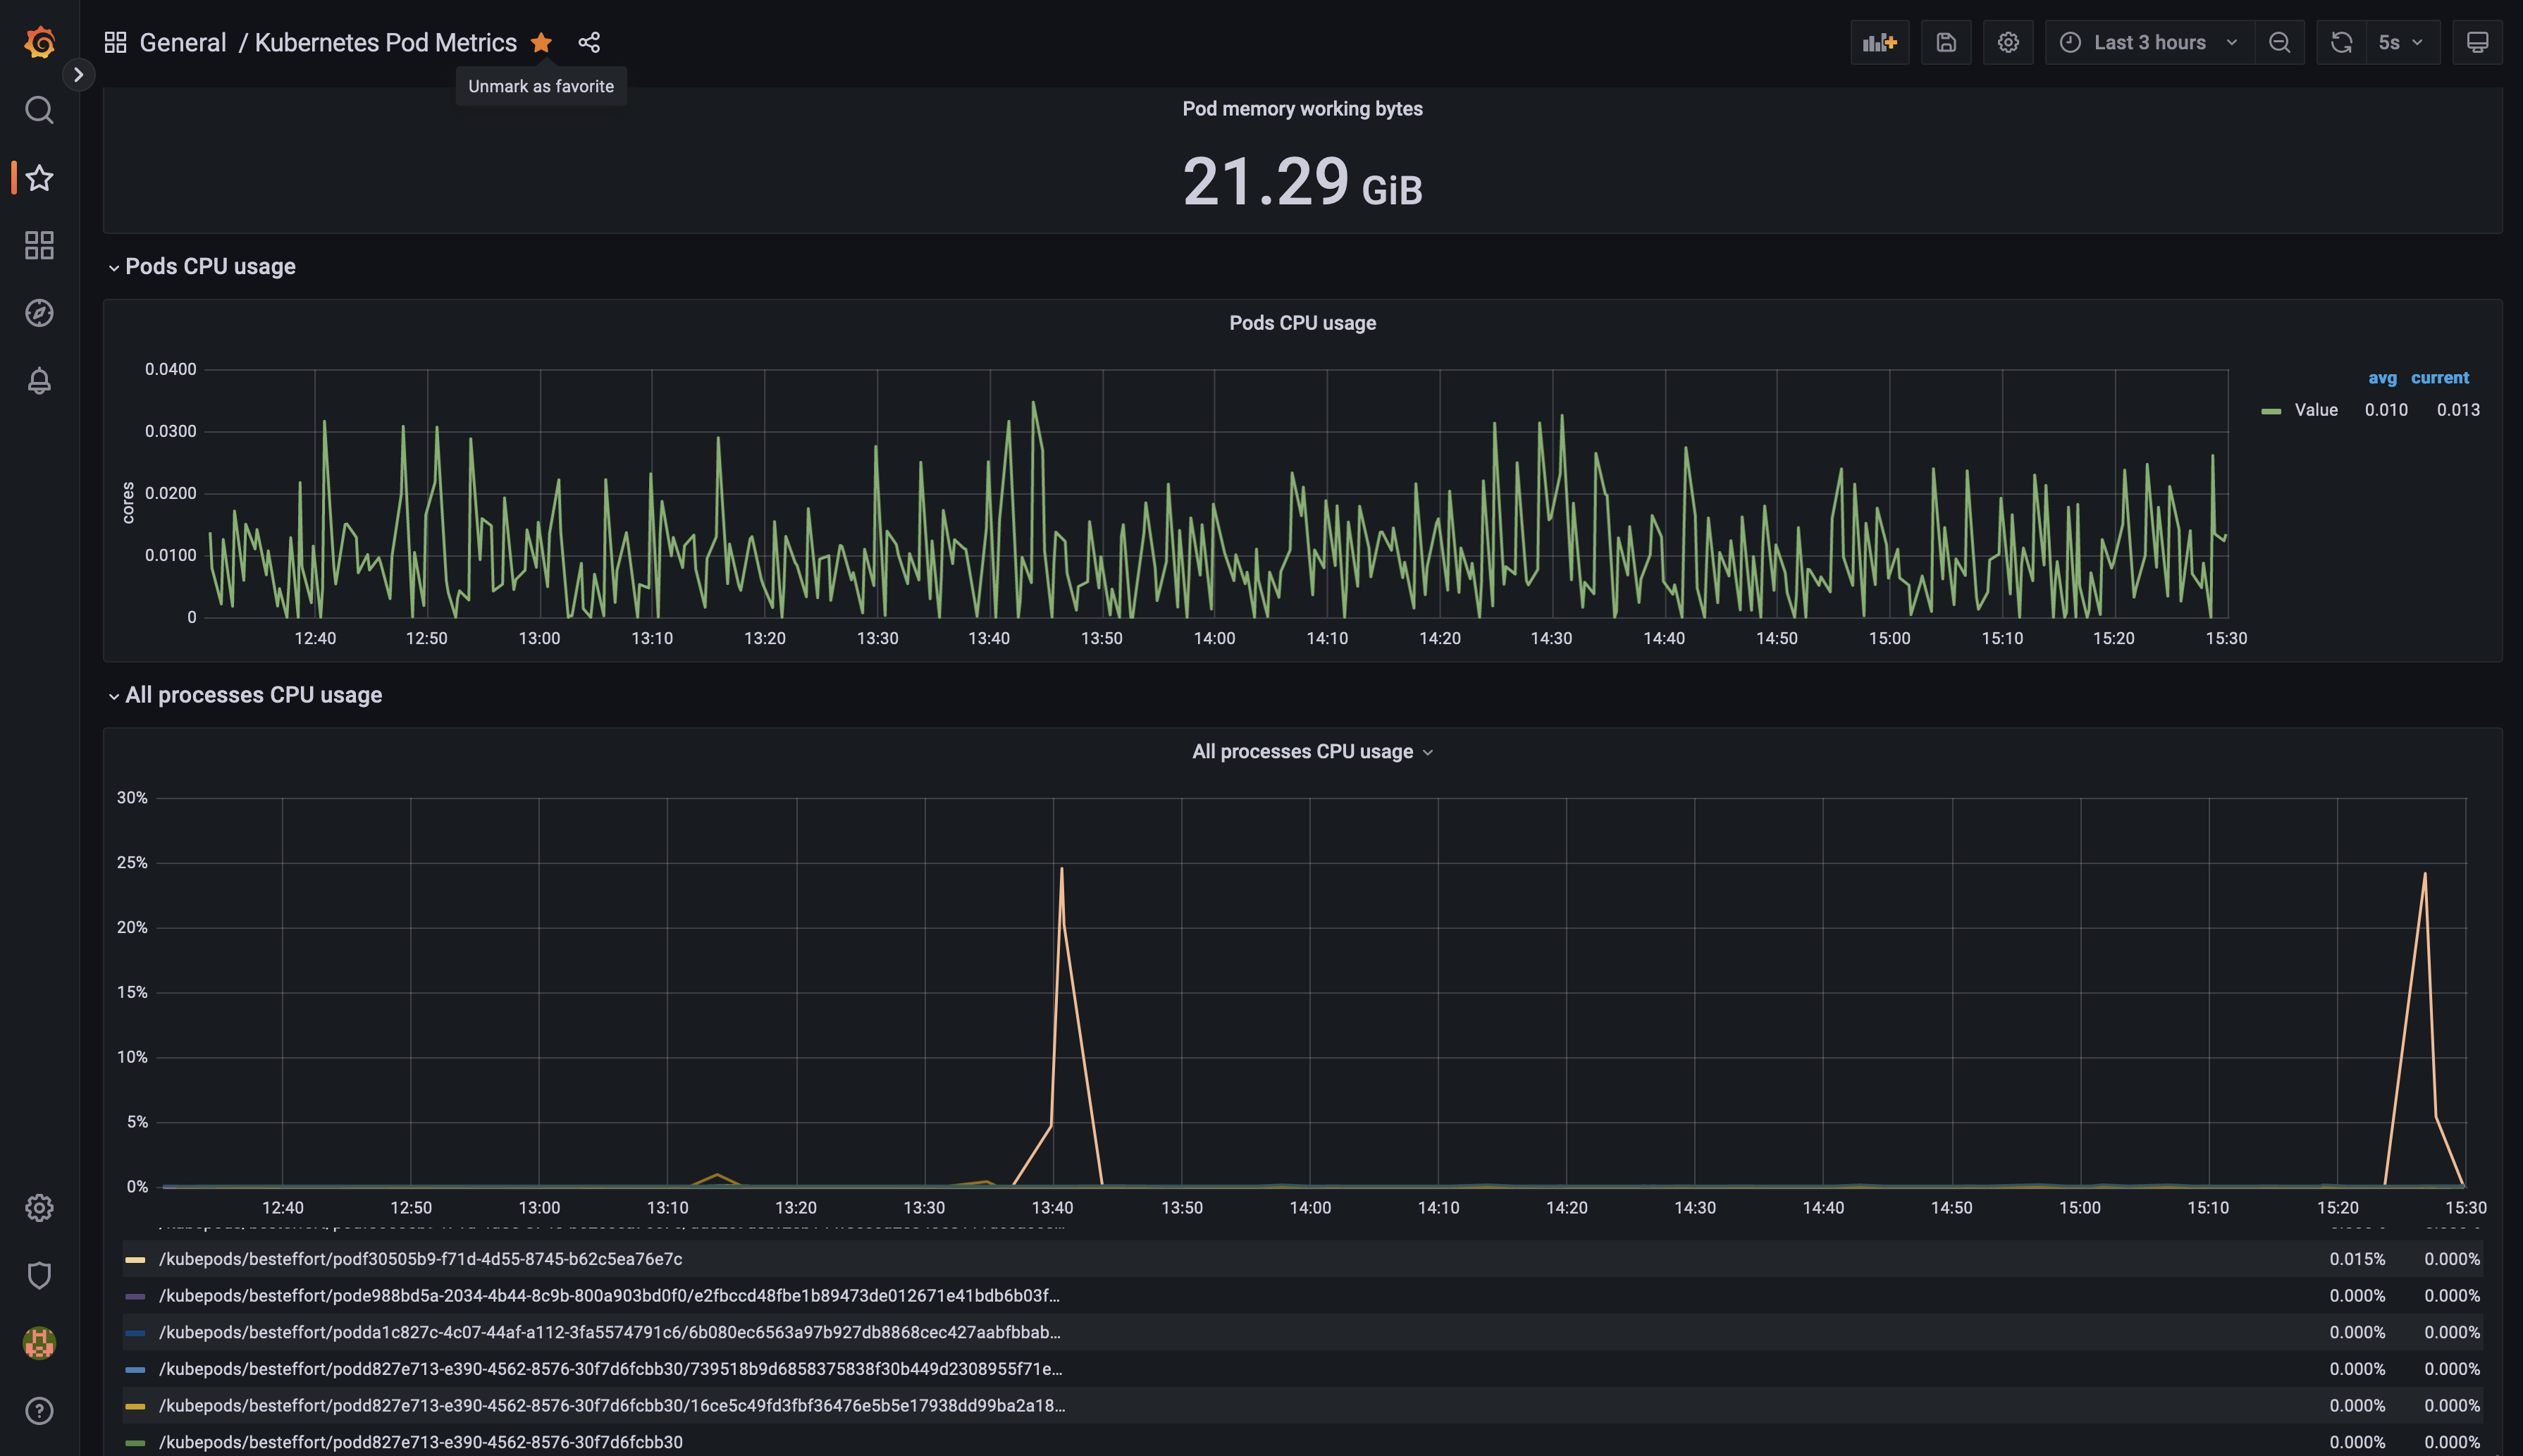 General / Kubernetes Pod Metrics
Last 3 hours
5s
Unmark as favorite
Pod memory working bytes
21.29 GiB
Pods CPU usage
Pods CPU usage
avg current
Value 0.010 0.013
0.0400
0.0300
0.0200
0.0100
0
cores
12:40 12:50 13:00 13:10 13:20 13:30 13:40 13:50 14:00 14:10 14:20 14:30 14:40 14:50 15:00 15:10 15:20 15:30
All processes CPU usage
All processes CPU usage
30%
25%
20%
15%
10%
5%
0%
12:40 12:50 13:00 13:10 13:20 13:30 13:40 13:50 14:00 14:10 14:20 14:30 14:40 14:50 15:00 15:10 15:20 15:30
/kubepods/besteffort/podf30505b9-f71d-4d55-8745-b62c5ea76e7c 0.015% 0.000%
/kubepods/besteffort/pode988bd5a-2034-4b44-8c9b-800a903bd0f0/e2fbccd48fbe1b89473de012671e41bdb6b03f... 0.000% 0.000%
/kubepods/besteffort/podda1c827c-4c07-44af-a112-3fa5574791c6/6b080ec6563a97b927db8868cec427aabfbbab... 0.000% 0.000%
/kubepods/besteffort/podd827e713-e390-4562-8576-30f7d6fcbb30/739518b9d6858375838f30b449d2308955f71e... 0.000% 0.000%
/kubepods/besteffort/podd827e713-e390-4562-8576-30f7d6fcbb30/16ce5c49fd3fbf36476e5b5e17938dd99ba2a18... 0.000% 0.000%
/kubepods/besteffort/podd827e713-e390-4562-8576-30f7d6fcbb30 0.000% 0.000%